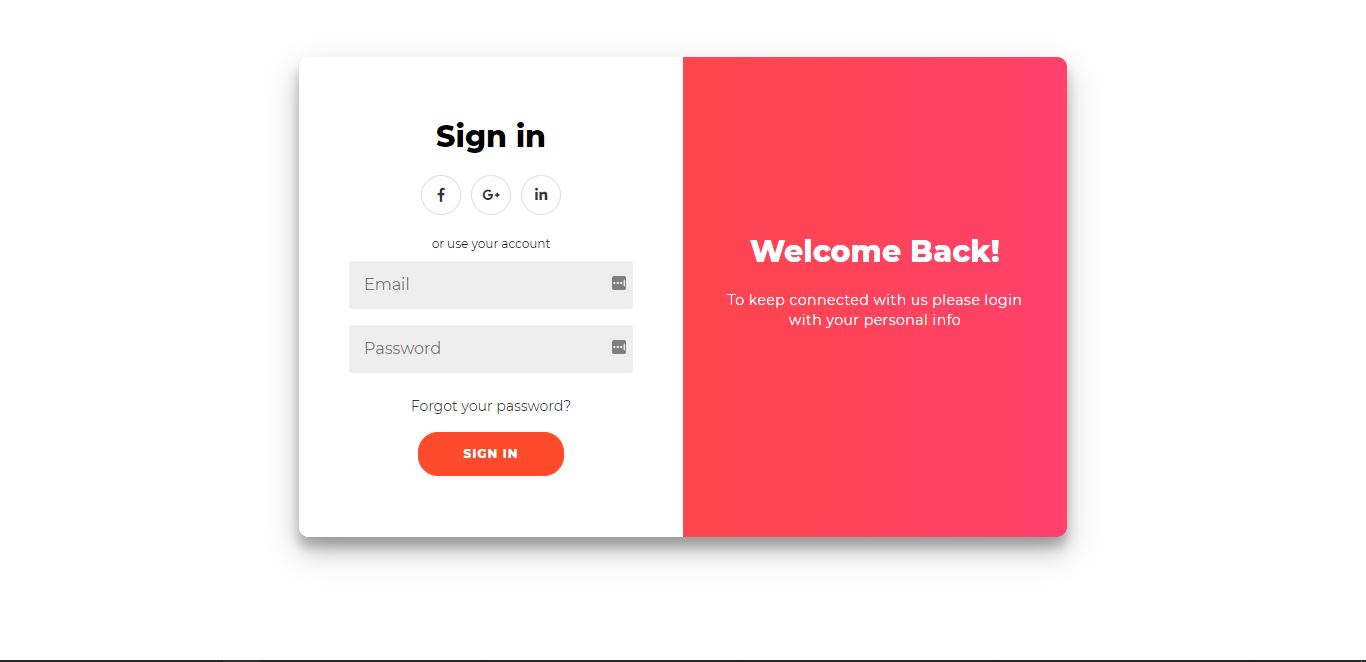 Sign in
f G+ in
or use your account
Email
Password
Forgot your password?
SIGN IN
Welcome Back!
To keep connected with us please login
with your personal info